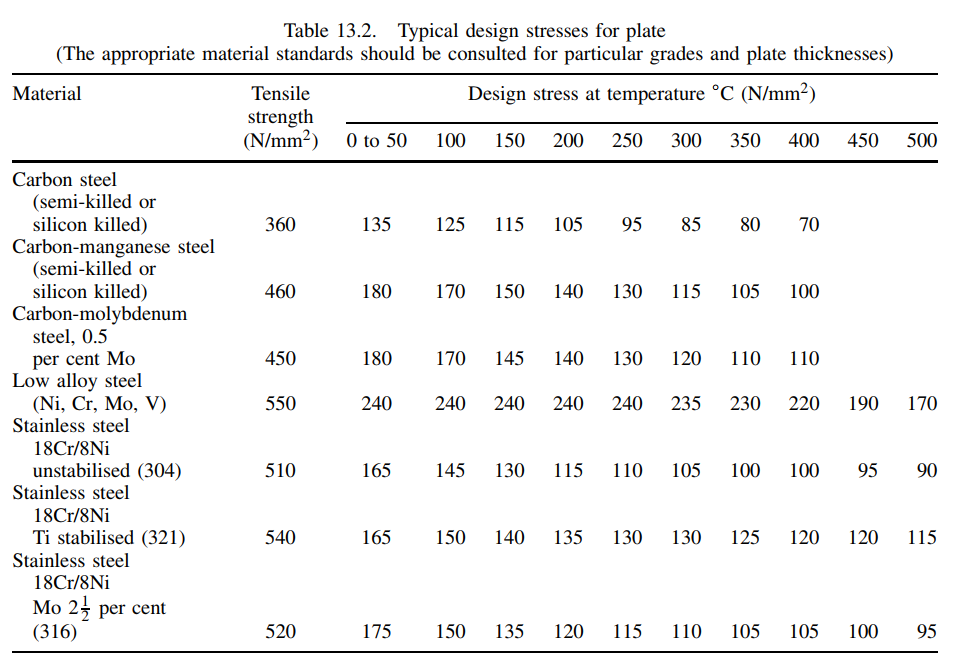 Table 13.2. Typical design stresses for plate
(The appropriate material standards should be consulted for particular grades and plate thicknesses)
Material Tensile Design stress at temperature °C (N/mm²)
strength
(N/mm²) 0 to 50 100 150 200 250 300 350 400 450 500
Carbon steel
(semi-killed or
silicon killed) 360 135 125 115 105 95 85 80 70
Carbon-manganese steel
(semi-killed or
silicon killed) 460 180 170 150 140 130 115 105 100
Carbon-molybdenum
steel, 0.5
per cent Mo 450 180 170 145 140 130 120 110 110
Low alloy steel
(Ni, Cr, Mo, V) 550 240 240 240 240 240 235 230 220 190 170
Stainless steel
18Cr/8Ni
unstabilised (304) 510 165 145 130 115 110 105 100 100 95 90
Stainless steel
18Cr/8Ni
Ti stabilised (321) 540 165 150 140 135 130 130 125 120 120 115
Stainless steel
18Cr/8Ni
Mo 2½ per cent
(316) 520 175 150 135 120 115 110 105 105 100 95